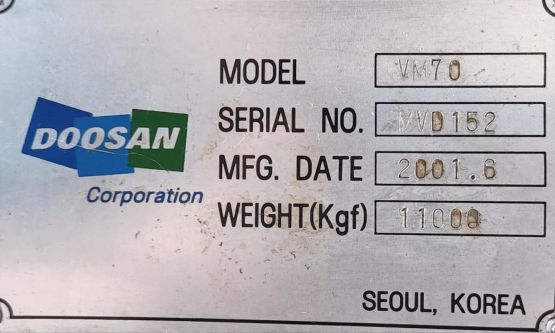 MODEL VM70
SERIAL NO. MVD152
DOOSAN
MFG. DATE 2001.6
Corporation
WEIGHT(Kgf) 11000
SEOUL, KOREA